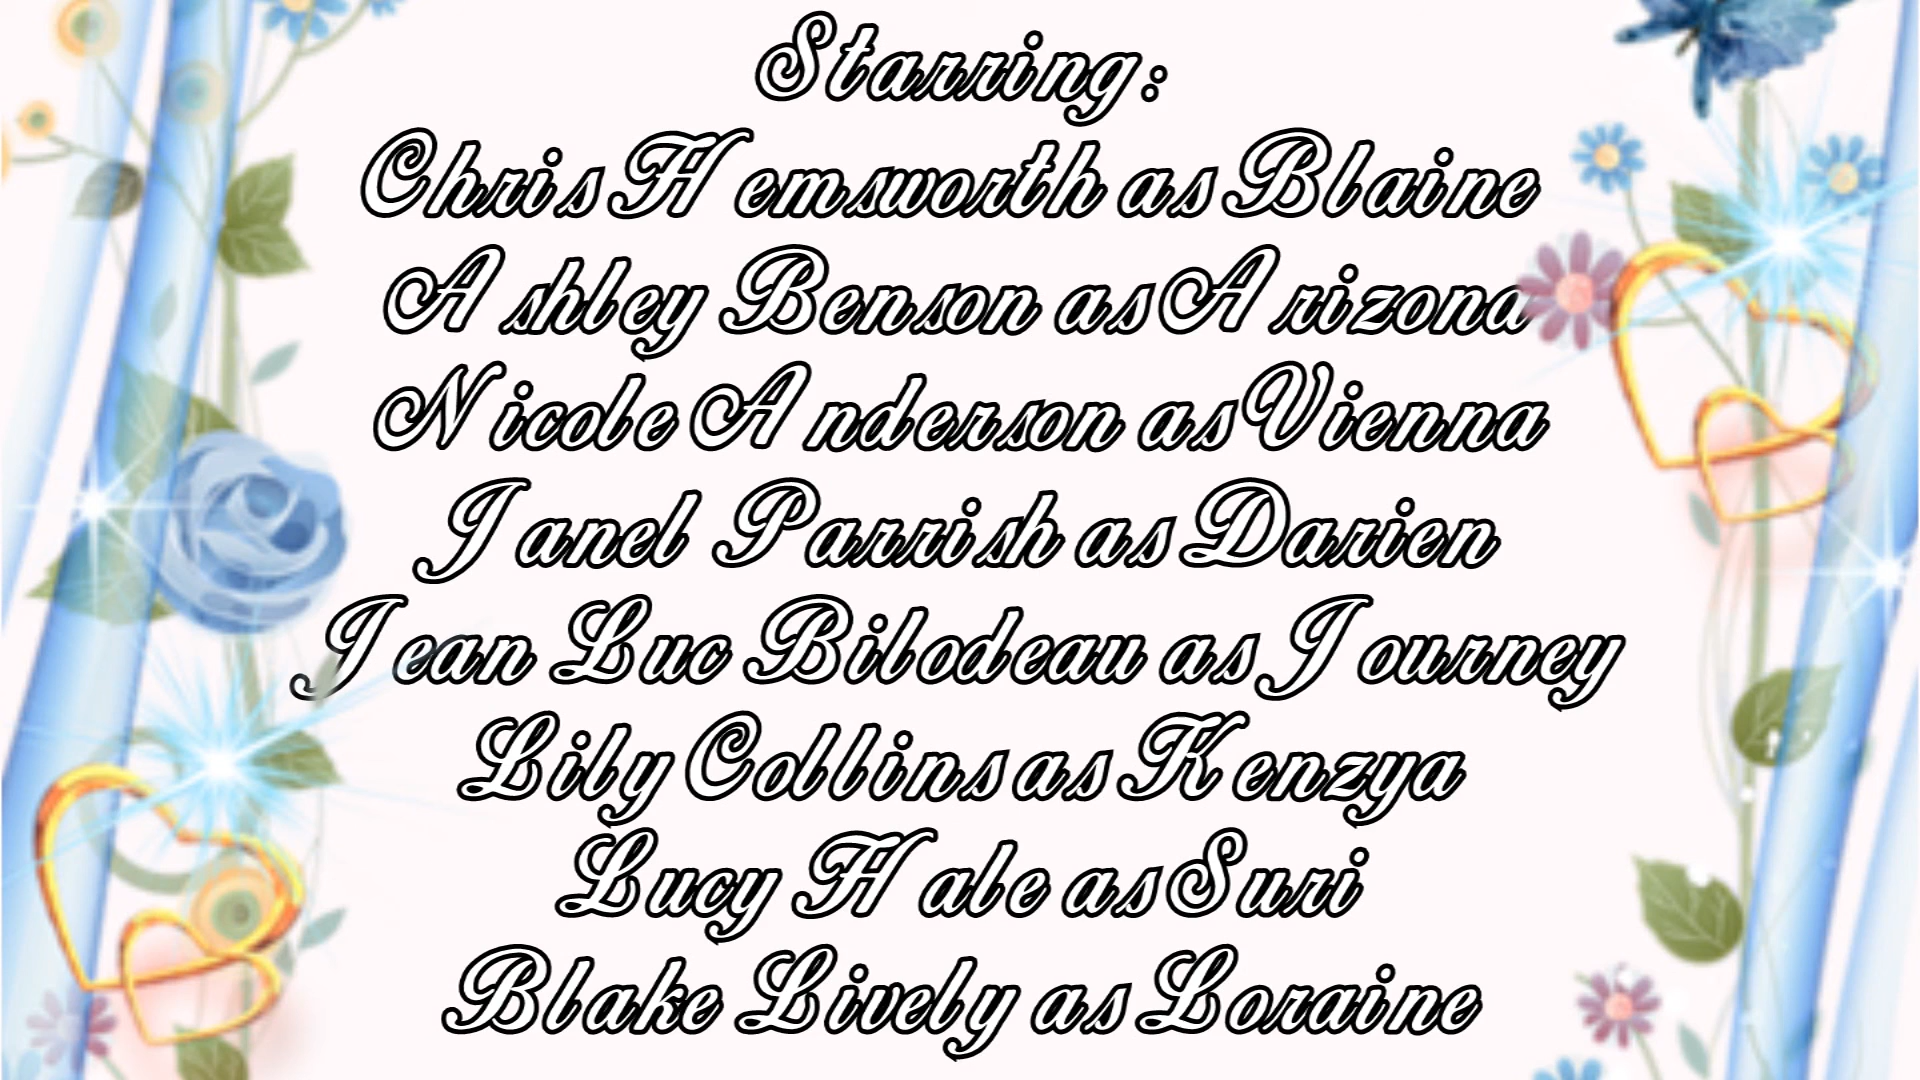 Starring:
Chris Hemsworth as Blaine
Ashley Benson as Arizona
Nicole Anderson as Vienna
Janel Parrish as Darien
Jean Luc Bilodeau as Journey
Lily Collins as Kenzya
Lucy Hale as Suri
Blake Lively as Loraine